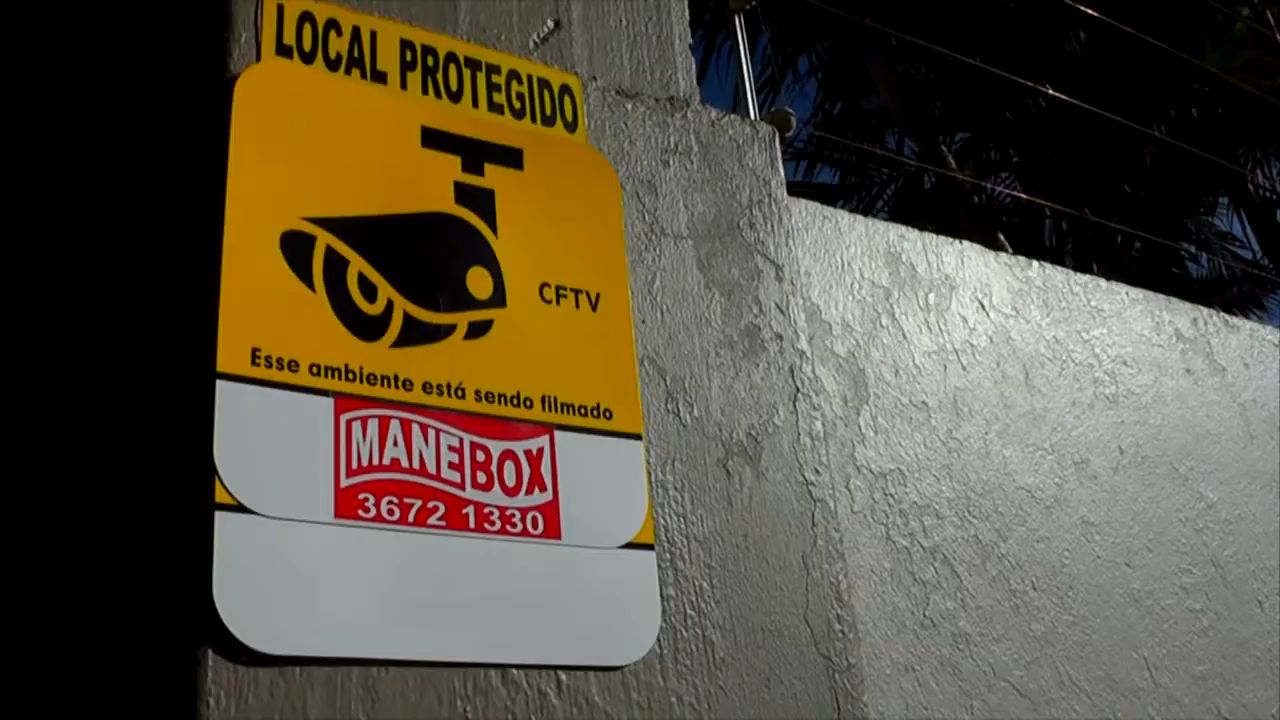 LOCAL PROTEGIDO
CFTV
Esse ambiente está sendo filmado
MANEBOX
3672 1330